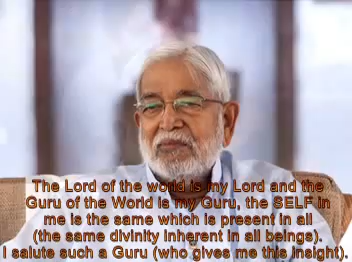 The Lord of the world is my Lord and the
Guru of the World is my Guru, the SELF in
me is the same which is present in all
(the same divinity inherent in all beings).
I salute such a Guru (who gives me this insight).